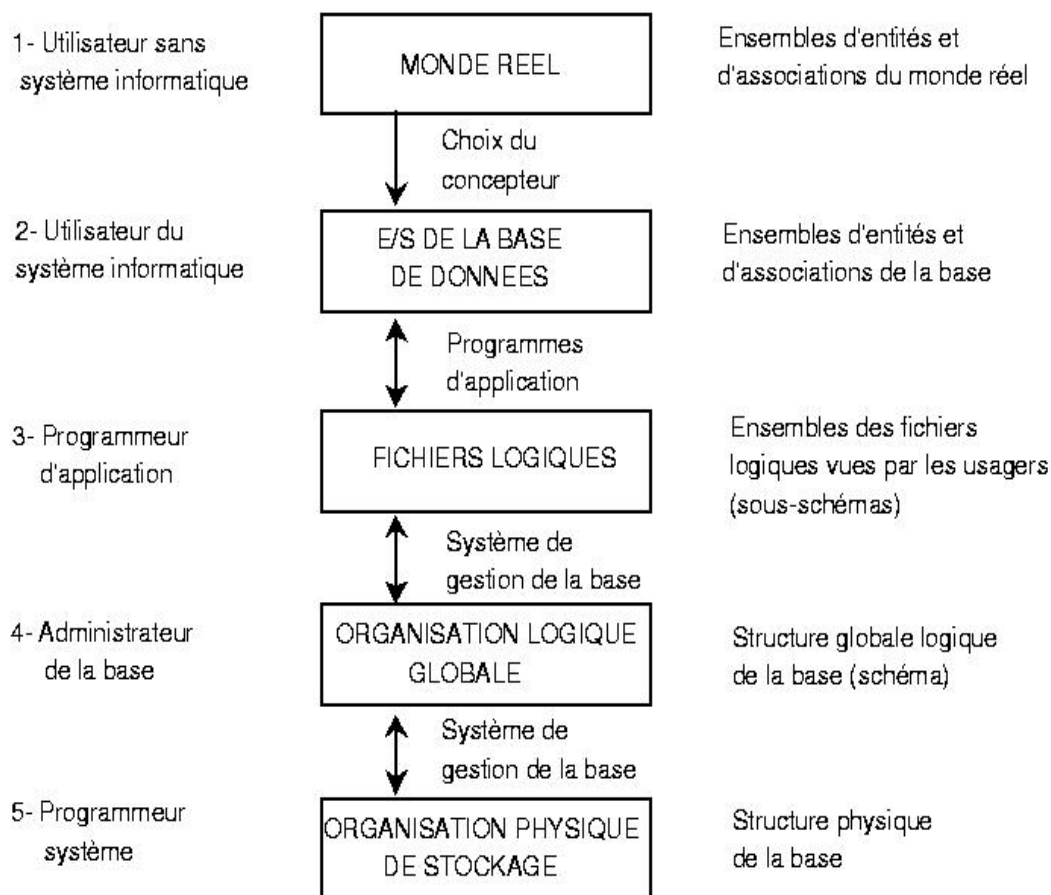 1- Utilisateur sans
système informatique
MONDE REEL
Ensembles d'entités et
d'associations du monde réel
Choix du
concepteur
2- Utilisateur du
système informatique
E/S DE LA BASE
DE DONNEES
Ensembles d'entités et
d'associations de la base
Programmes
d'application
3- Programmeur
d'application
FICHIERS LOGIQUES
Ensembles des fichiers
logiques vues par les usagers
(sous-schémas)
Système de
gestion de la base
4- Administrateur
de la base
ORGANISATION LOGIQUE
GLOBALE
Structure globale logique
de la base (schéma)
Système de
gestion de la base
5- Programmeur
système
ORGANISATION PHYSIQUE
DE STOCKAGE
Structure physique
de la base